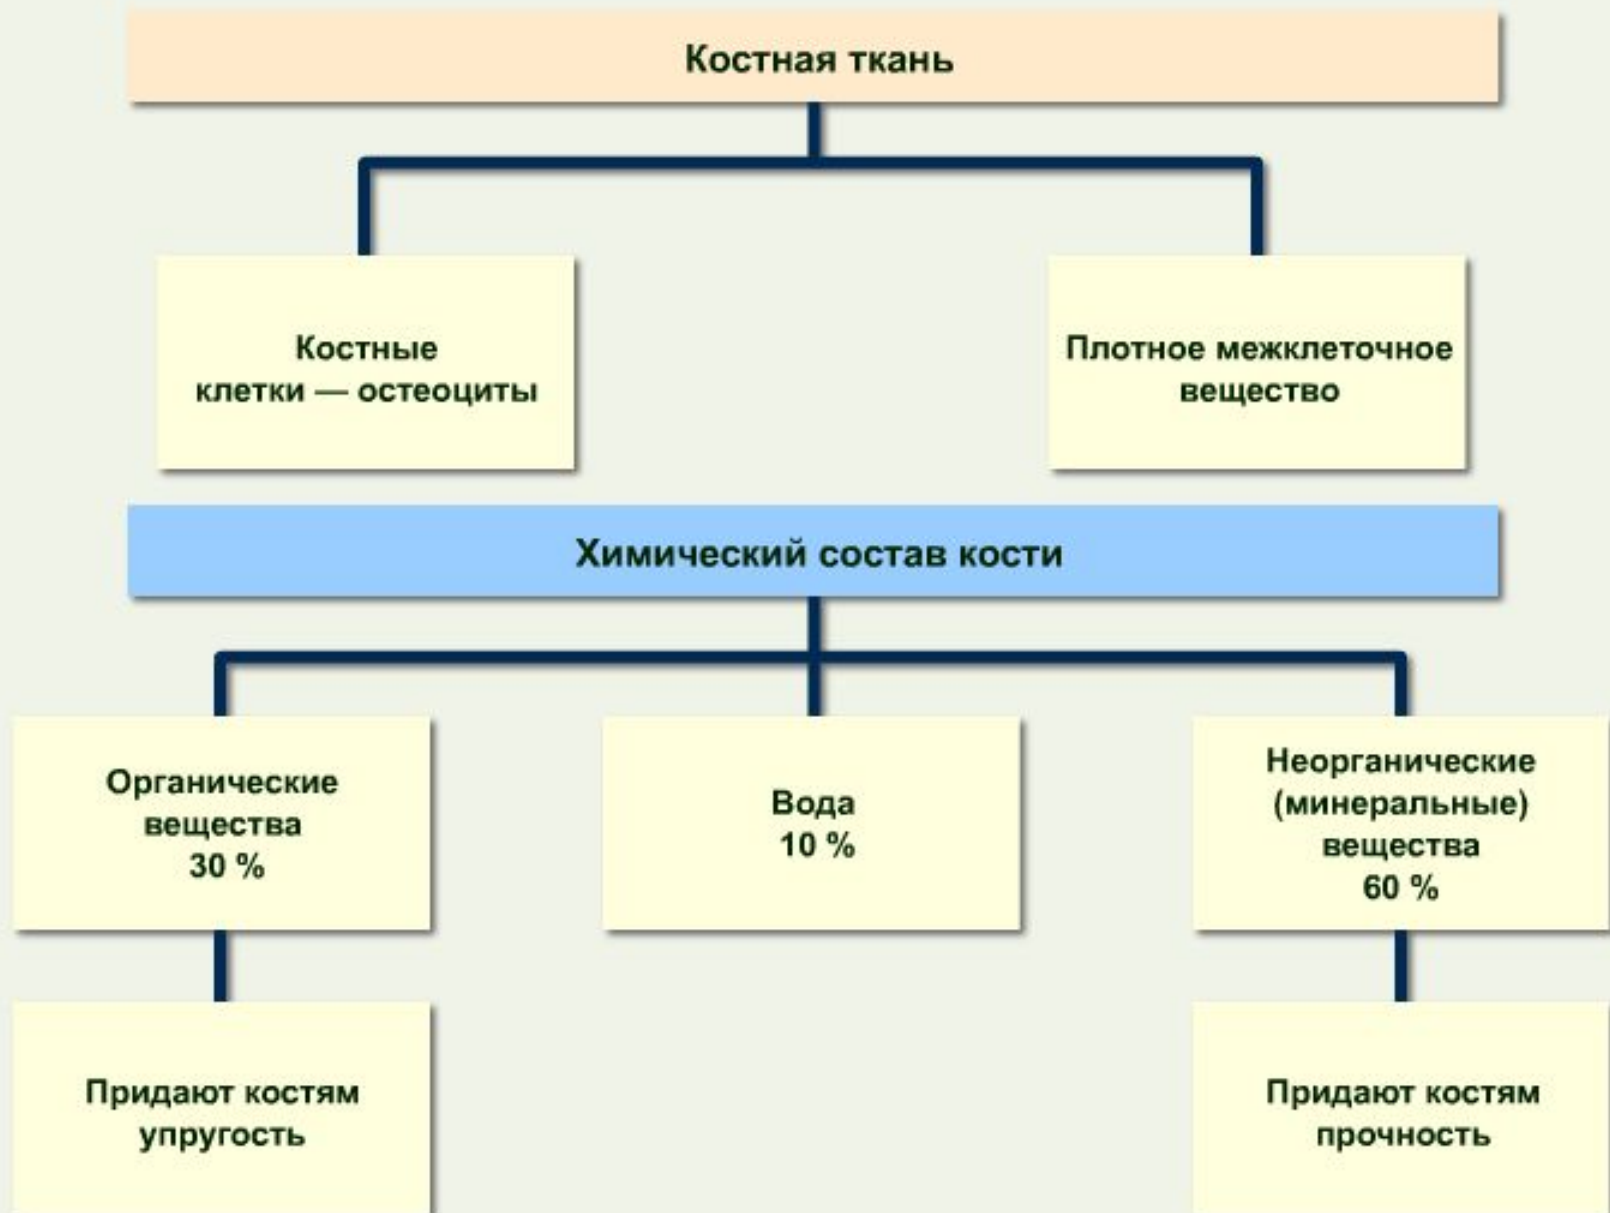 Костная ткань
Костные
клетки — остеоциты
Плотное межклеточное
вещество
Химический состав кости
Органические
вещества
30 %
Вода
10 %
Неорганические
(минеральные)
вещества
60 %
Придают костям
упругость
Придают костям
прочность